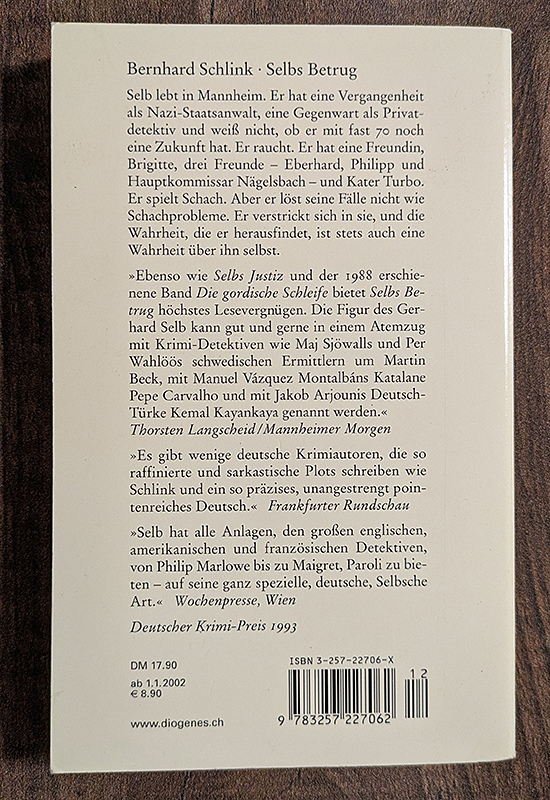 Bernhard Schlink · Selbs Betrug
Selb lebt in Mannheim. Er hat eine Vergangenheit
als Nazi-Staatsanwalt, eine Gegenwart als Privat-
detektiv und weiß nicht, ob er mit fast 70 noch
eine Zukunft hat. Er raucht. Er hat eine Freundin,
Brigitte, drei Freunde – Eberhard, Philipp und
Hauptkommissar Nägelsbach – und Kater Turbo.
Er spielt Schach. Aber er löst seine Fälle nicht wie
Schachprobleme. Er verstrickt sich in sie, und die
Wahrheit, die er herausfindet, ist stets auch eine
Wahrheit über ihn selbst.
»Ebenso wie Selbs Justiz und der 1988 erschie-
nene Band Die gordische Schleife bietet Selbs Be-
trug höchstes Lesevergnügen. Die Figur des Ger-
hard Selb kann gut und gerne in einem Atemzug
mit Krimi-Detektiven wie Maj Sjöwalls und Per
Wahlöös schwedischen Ermittlern um Martin
Beck, mit Manuel Vázquez Montalbáns Katalane
Pepe Carvalho und mit Jakob Arjounis Deutsch-
Türke Kemal Kayankaya genannt werden.«
Thorsten Langscheid/Mannheimer Morgen
»Es gibt wenige deutsche Krimiautoren, die so
raffinierte und sarkastische Plots schreiben wie
Schlink und ein so präzises, unangestrengt poin-
tenreiches Deutsch.« Frankfurter Rundschau
»Selb hat alle Anlagen, den großen englischen,
amerikanischen und französischen Detektiven,
von Philip Marlowe bis zu Maigret, Paroli zu bie-
ten – auf seine ganz spezielle, deutsche, Selbsche
Art.« Wochenpresse, Wien
Deutscher Krimi-Preis 1993
DM 17.90
ab 1.1.2002
€ 8.90
www.diogenes.ch
ISBN 3-257-22706-X
1 2
9 783257 227062